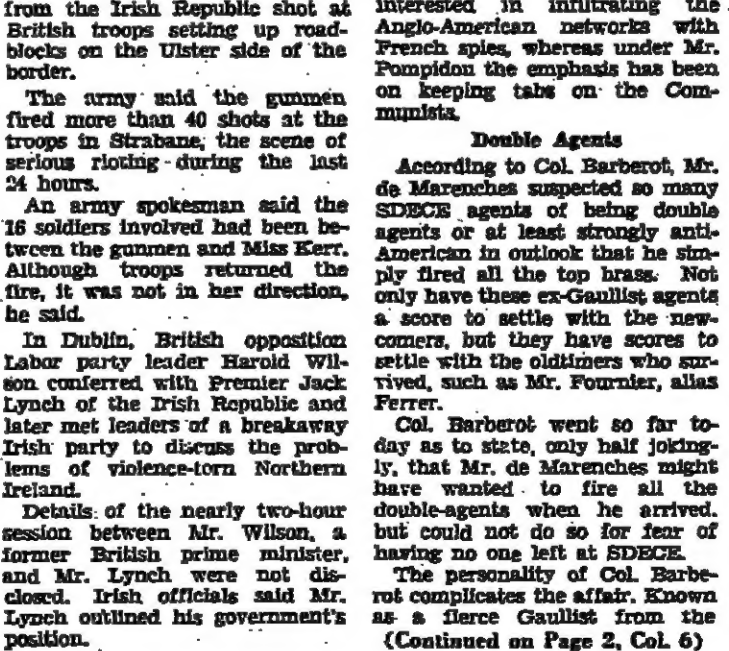 from the Irish Republic shot at
British troops setting up road-
blocks on the Ulster side of the
border.
The army said the gunmen
fired more than 40 shots at the
troops in Strabane, the scene of
serious rioting during the last
24 hours.
An army spokesman said the
16 soldiers involved had been be-
tween the gunmen and Miss Kerr.
Although troops returned the
fire, it was not in her direction,
he said.
In Dublin, British opposition
Labor party leader Harold Wil-
son conferred with Premier Jack
Lynch of the Irish Republic and
later met leaders of a breakaway
Irish party to discuss the prob-
lems of violence-torn Northern
Ireland.
Details of the nearly two-hour
session between Mr. Wilson, a
former British prime minister,
and Mr. Lynch were not dis-
closed. Irish officials said Mr.
Lynch outlined his government's
position.
interested in infiltrating the
Anglo-American networks with
French spies, whereas under Mr.
Pompidou the emphasis has been
on keeping tabs on the Com-
munists.
Double Agents
According to Col. Barberot, Mr.
de Marenches suspected so many
SDECE agents of being double
agents or at least strongly anti-
American in outlook that he sim-
ply fired all the top brass. Not
only have these ex-Gaullist agents
a score to settle with the new-
comers, but they have scores to
settle with the oldtimers who sur-
vived, such as Mr. Fournier, alias
Ferrer.
Col. Barberot went so far to-
day as to state, only half joking-
ly, that Mr. de Marenches might
have wanted to fire all the
double-agents when he arrived.
but could not do so for fear of
having no one left at SDECE.
The personality of Col. Barbe-
rot complicates the affair. Known
as a fierce Gaullist from the
(Continued on Page 2, Col. 6)